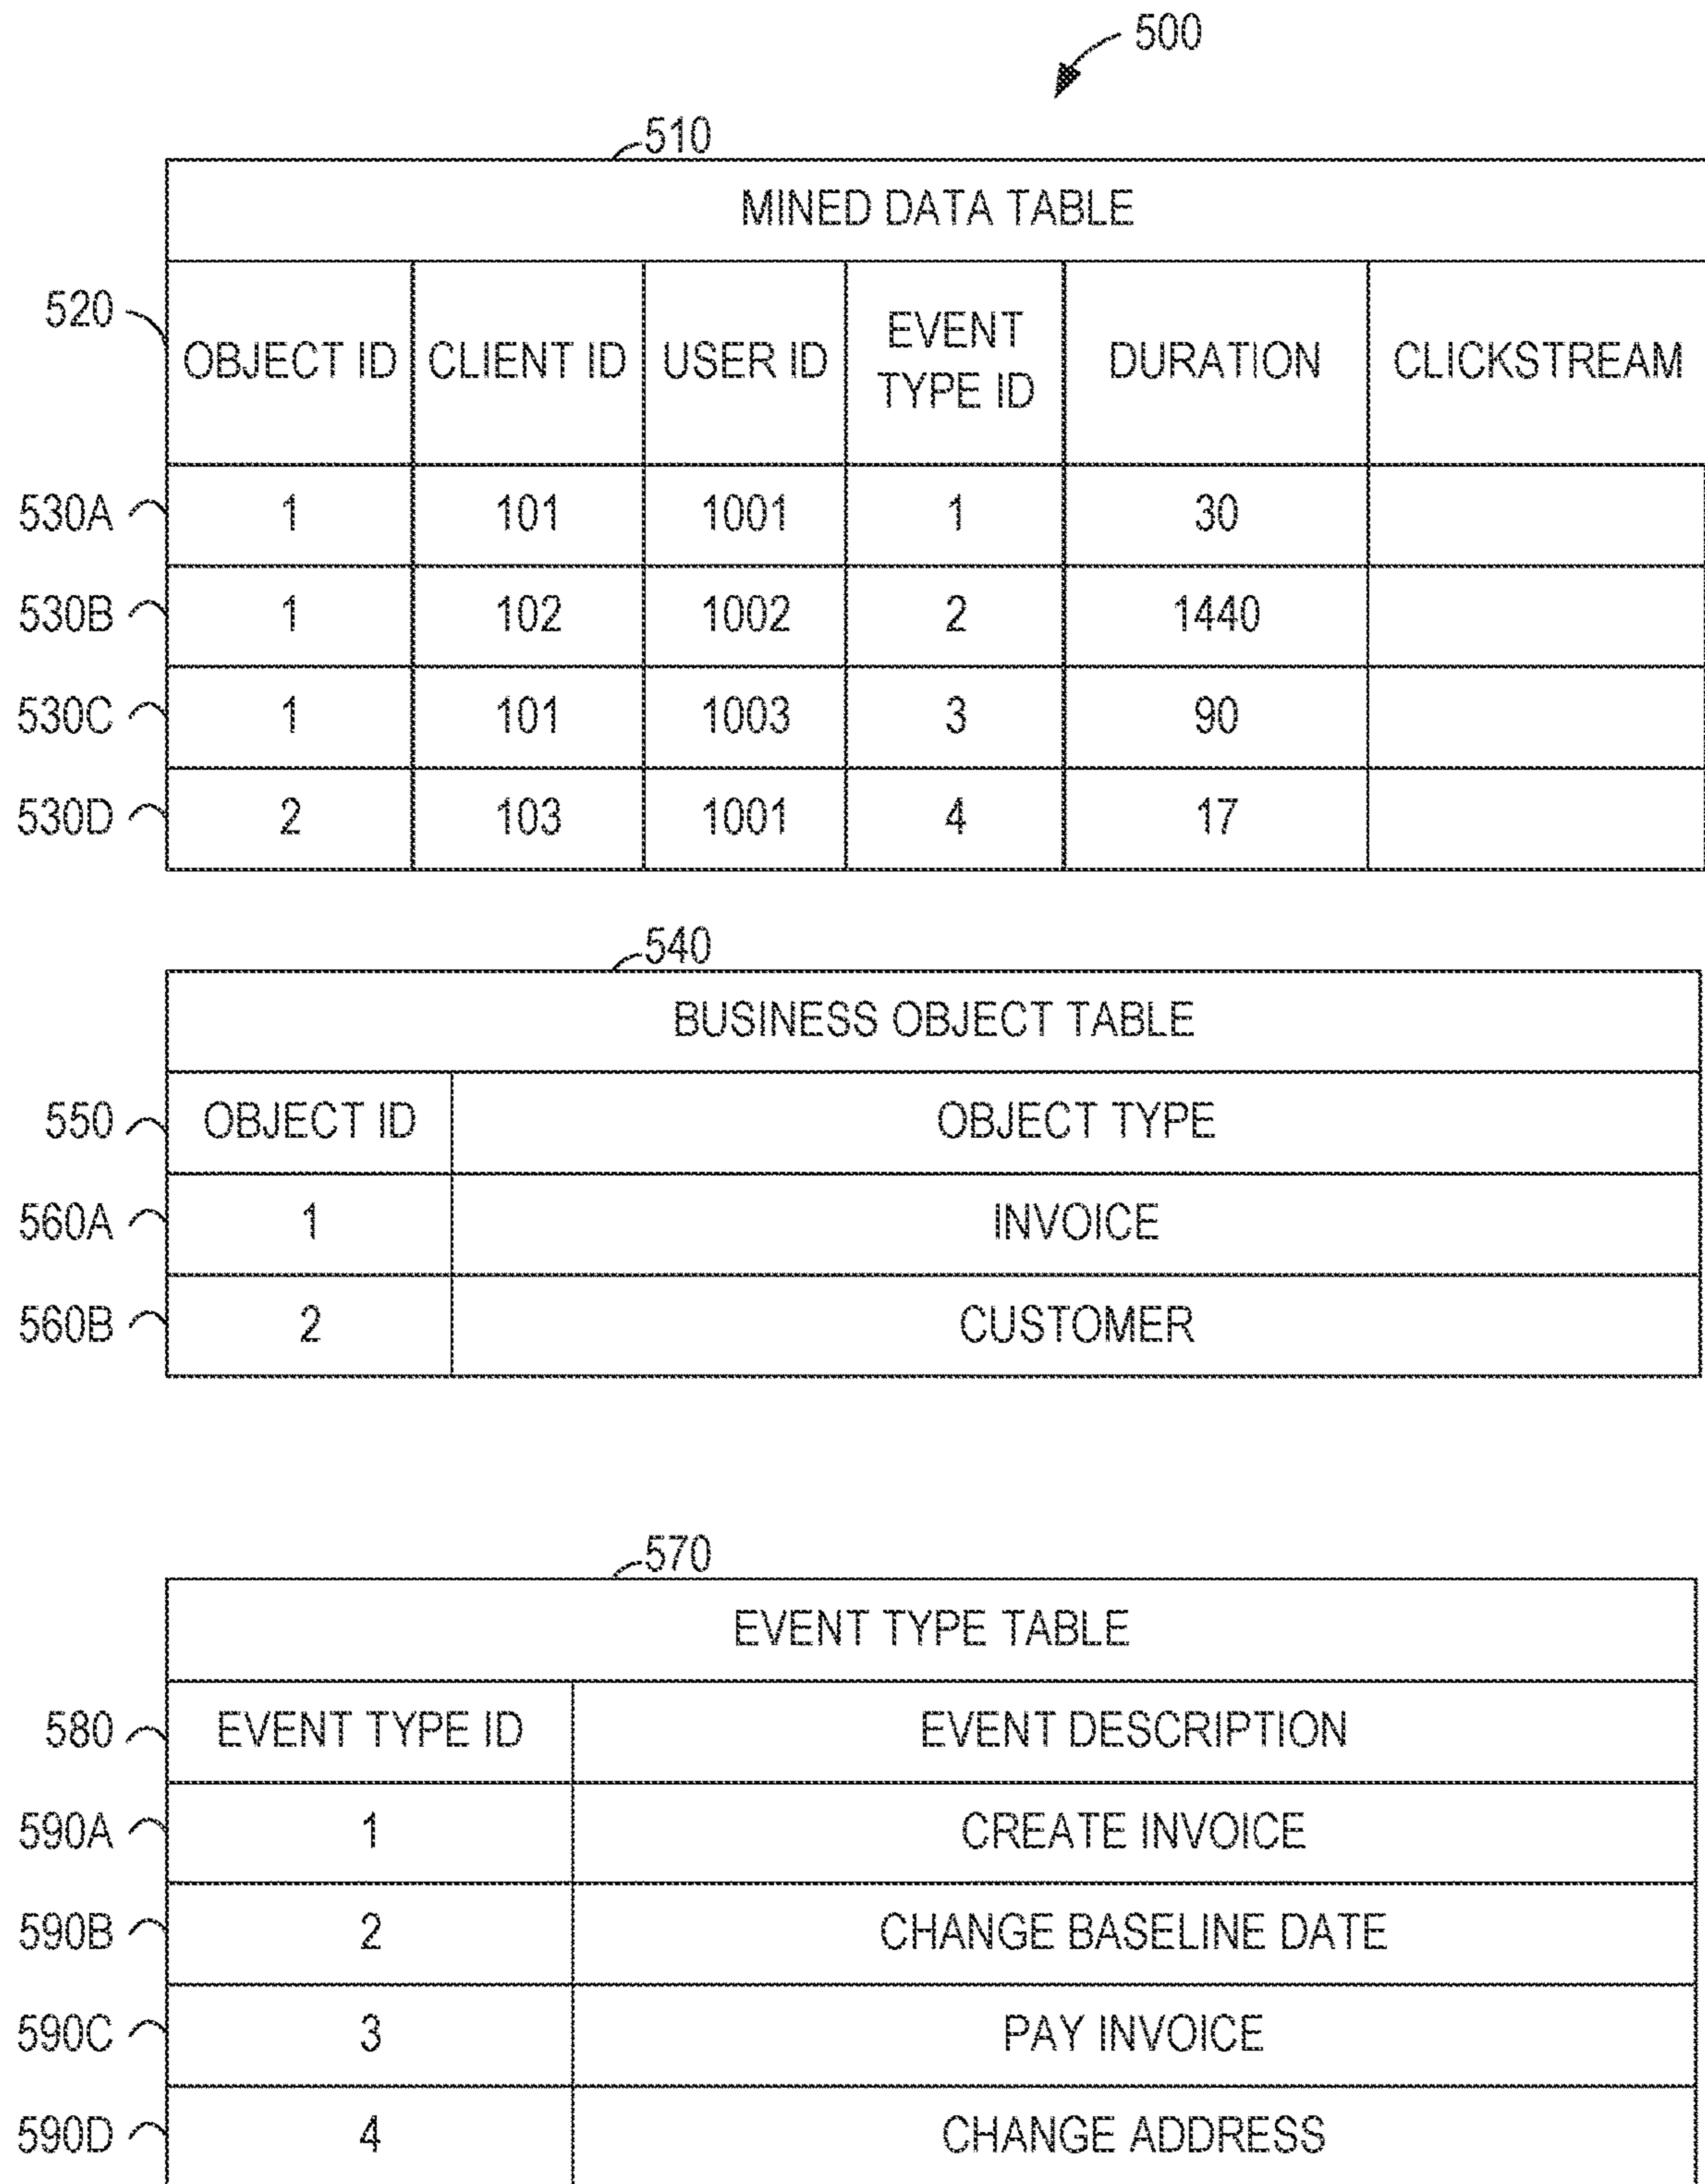 500
510
MINED DATA TABLE
520 OBJECT ID CLIENT ID USER ID EVENT TYPE ID DURATION CLICKSTREAM
530A 1 101 1001 1 30
530B 1 102 1002 2 1440
530C 1 101 1003 3 90
530D 2 103 1001 4 17
540
BUSINESS OBJECT TABLE
550 OBJECT ID OBJECT TYPE
560A 1 INVOICE
560B 2 CUSTOMER
570
EVENT TYPE TABLE
580 EVENT TYPE ID EVENT DESCRIPTION
590A 1 CREATE INVOICE
590B 2 CHANGE BASELINE DATE
590C 3 PAY INVOICE
590D 4 CHANGE ADDRESS